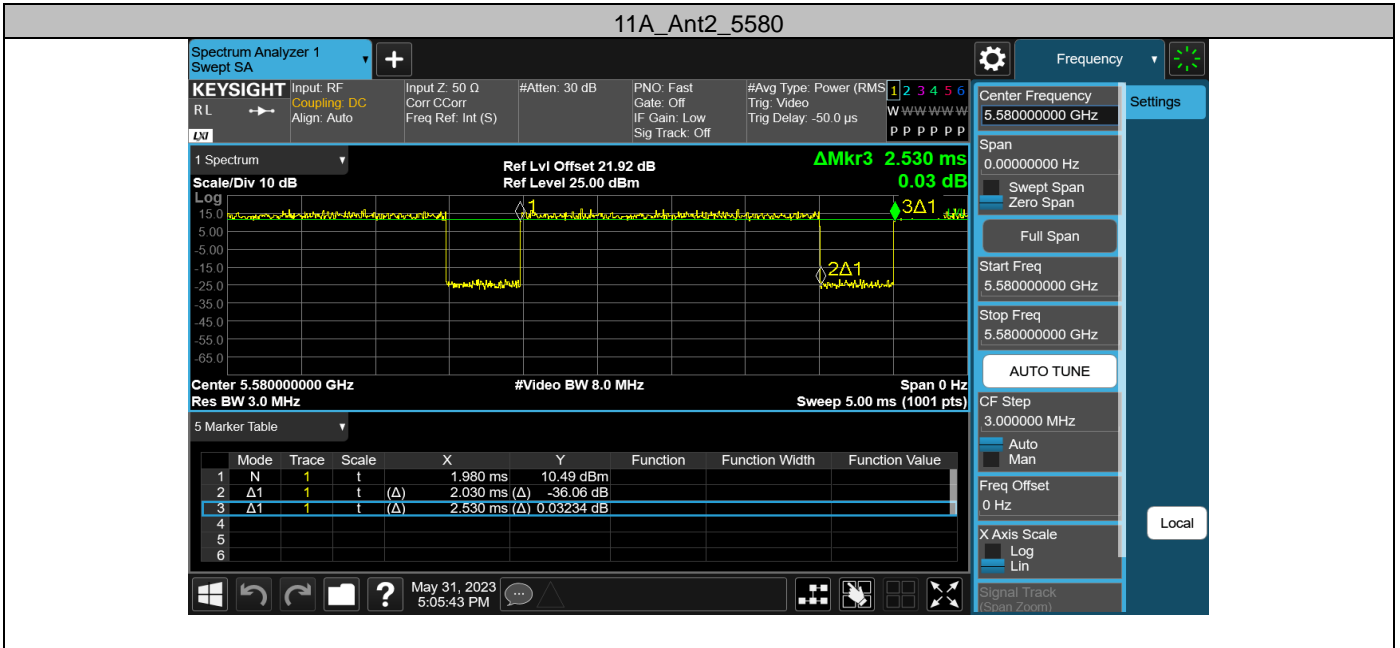 11A_Ant2_5580
Spectrum Analyzer 1
Swept SA
+
Frequency
KEYSIGHT
R L
LXI
Input: RF
Coupling: DC
Align: Auto
Input Z: 50 Ω
Corr CCorr
Freq Ref: Int (S)
#Atten: 30 dB
PNO: Fast
Gate: Off
IF Gain: Low
Sig Track: Off
#Avg Type: Power (RMS
Trig: Video
Trig Delay: -50.0 µs
1 2 3 4 5 6
W W W W W W
P P P P P P
1 Spectrum
Scale/Div 10 dB
Log
Ref Lvl Offset 21.92 dB
Ref Level 25.00 dBm
ΔMkr3 2.530 ms
0.03 dB
15.0
5.00
-5.00
-15.0
-25.0
-35.0
-45.0
-55.0
-65.0
1
2Δ1
3Δ1
Center 5.580000000 GHz #Video BW 8.0 MHz Span 0 Hz
Res BW 3.0 MHz Sweep 5.00 ms (1001 pts)
5 Marker Table
Mode Trace Scale X Y Function Function Width Function Value
1 N 1 t 1.980 ms 10.49 dBm
2 Δ1 1 t (Δ) 2.030 ms (Δ) -36.06 dB
3 Δ1 1 t (Δ) 2.530 ms (Δ) 0.03234 dB
4
5
6
?
May 31, 2023
5:05:43 PM
Center Frequency
5.580000000 GHz
Span
0.00000000 Hz
Swept Span
Zero Span
Full Span
Start Freq
5.580000000 GHz
Stop Freq
5.580000000 GHz
AUTO TUNE
CF Step
3.000000 MHz
Auto
Man
Freq Offset
0 Hz
X Axis Scale
Log
Lin
Signal Track
(Span Zoom)
Settings
Local